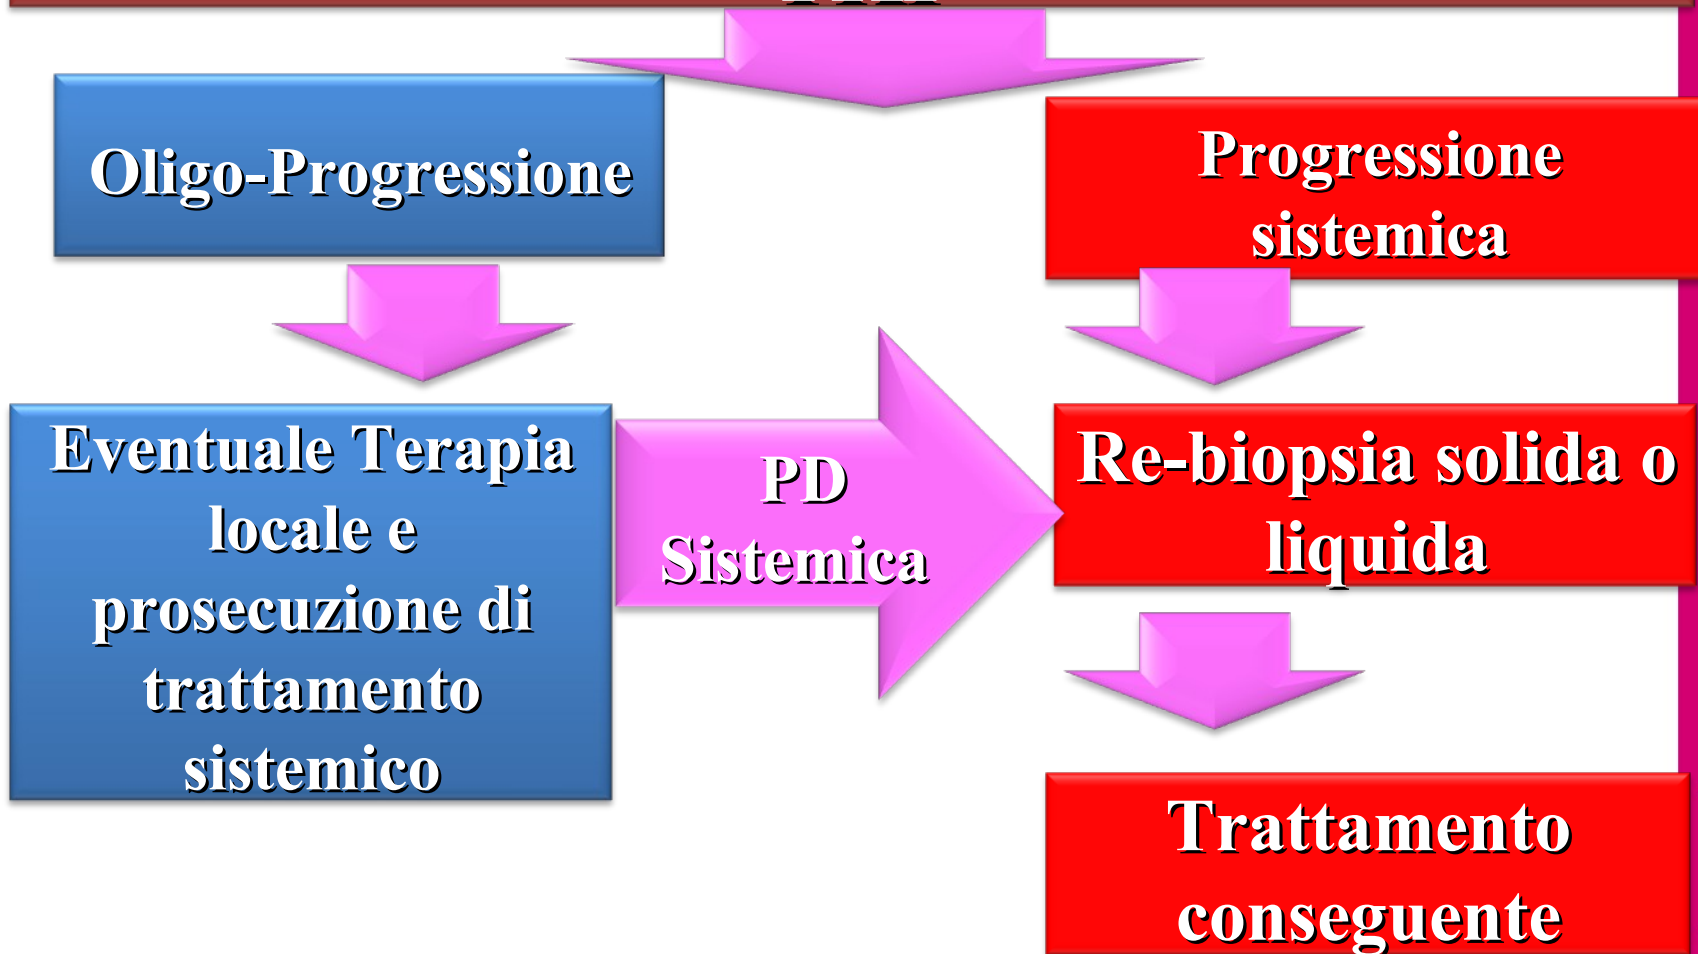 Oligo-Progressione
Progressione
sistemica
Eventuale Terapia
locale e
prosecuzione di
trattamento
sistemico
PD
Sistemica
Re-biopsia solida o
liquida
Trattamento
conseguente